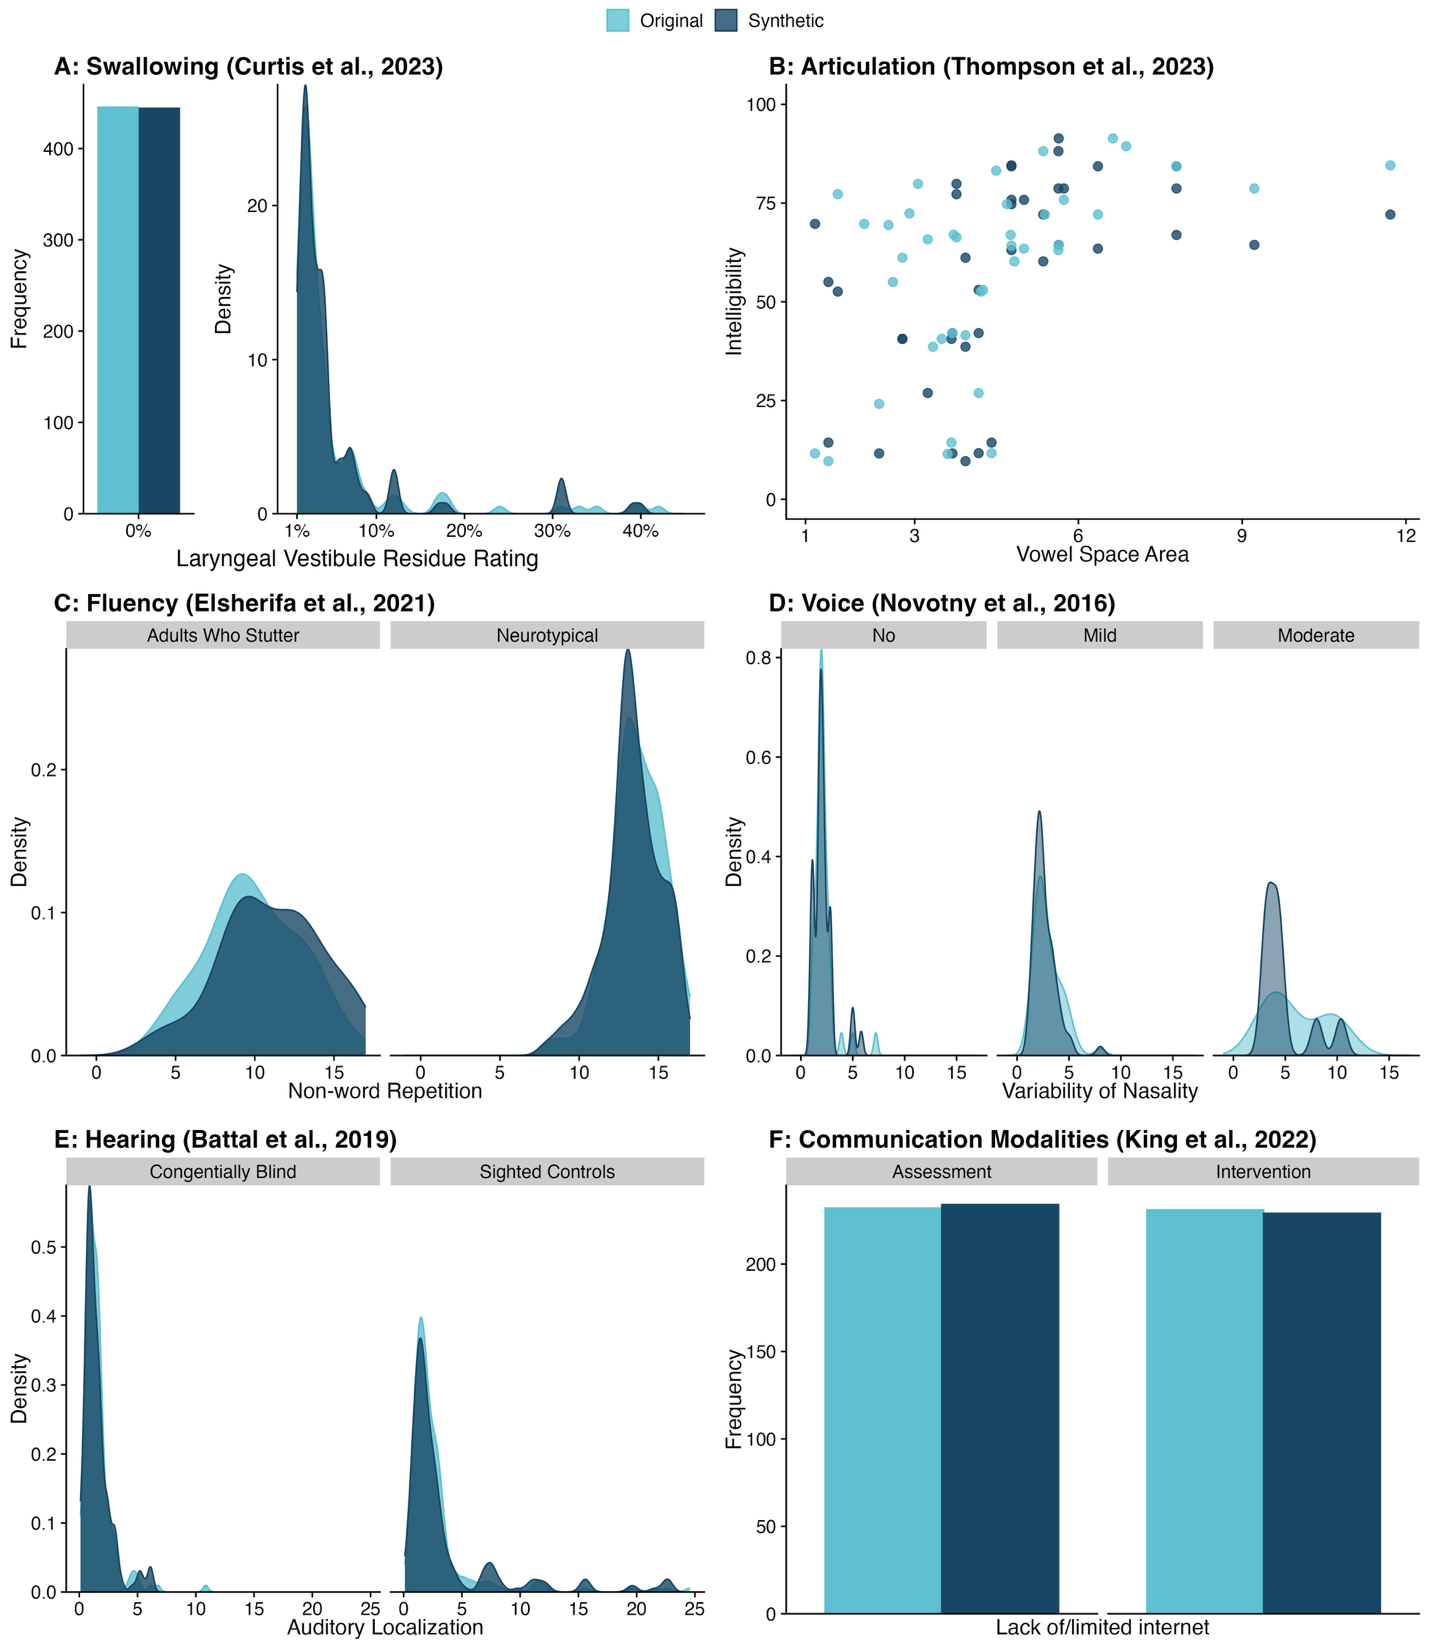 Original Synthetic
A: Swallowing (Curtis et al., 2023)
Frequency
400
300
200
100
0
0%
Density
20
10
0
1% 10% 20% 30% 40%
Laryngeal Vestibule Residue Rating
B: Articulation (Thompson et al., 2023)
Intelligibility
100
75
50
25
0
1 3 6 9 12
Vowel Space Area
C: Fluency (Elsherifa et al., 2021)
Adults Who Stutter Neurotypical
Density
0.2
0.1
0.0
0 5 10 15 0 5 10 15
Non-word Repetition
D: Voice (Novotny et al., 2016)
No Mild Moderate
Density
0.8
0.6
0.4
0.2
0.0
0 5 10 15 0 5 10 15 0 5 10 15
Variability of Nasality
E: Hearing (Battal et al., 2019)
Congentially Blind Sighted Controls
Density
0.5
0.4
0.3
0.2
0.1
0.0
0 5 10 15 20 25 0 5 10 15 20 25
Auditory Localization
F: Communication Modalities (King et al., 2022)
Assessment Intervention
Frequency
200
150
100
50
0
Lack of/limited internet